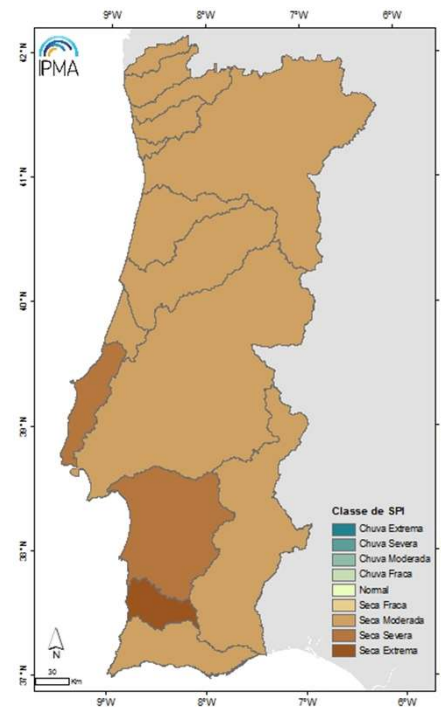 9°W 8°W 7°W 6°W
IPMA
42°N
41°N
40°N
39°N
38°N
37°N
Classe de SPI
Chuva Extrema
Chuva Severa
Chuva Moderada
Chuva Fraca
Normal
Seca Fraca
Seca Moderada
Seca Severa
Seca Extrema
N
30
Km
9°W 8°W 7°W 6°W